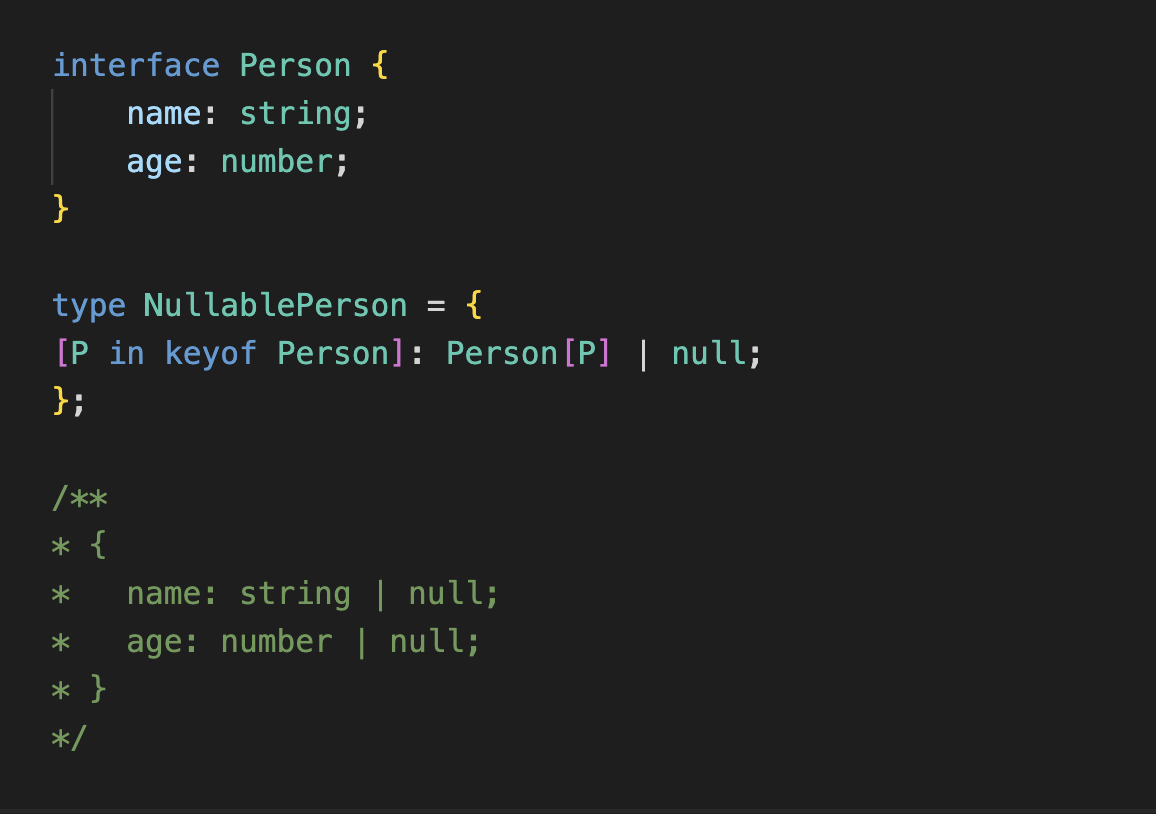 interface Person {
    name: string;
    age: number;
}

type NullablePerson = {
[P in keyof Person]: Person[P] | null;
};

/**
* {
*   name: string | null;
*   age: number | null;
* }
*/